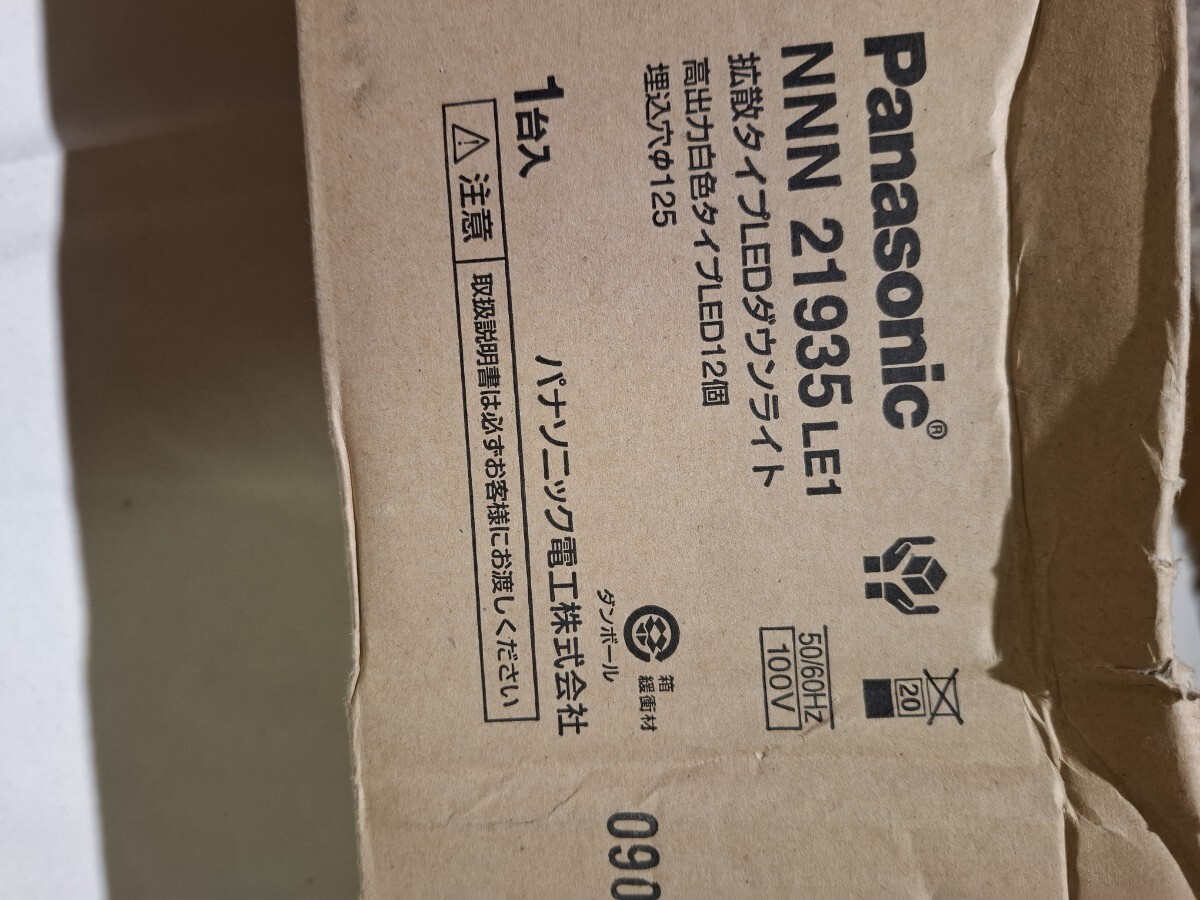 Panasonic®
NNN 21935 LE1
拡散タイプLEDダウンライト
高出力白色タイプLED12個
埋込穴φ125
20
50/60Hz
100V
箱
緩衝材
ダンボール
1台入
パナソニック電工株式会社
注意 取扱説明書は必ずお客様にお渡しください
090